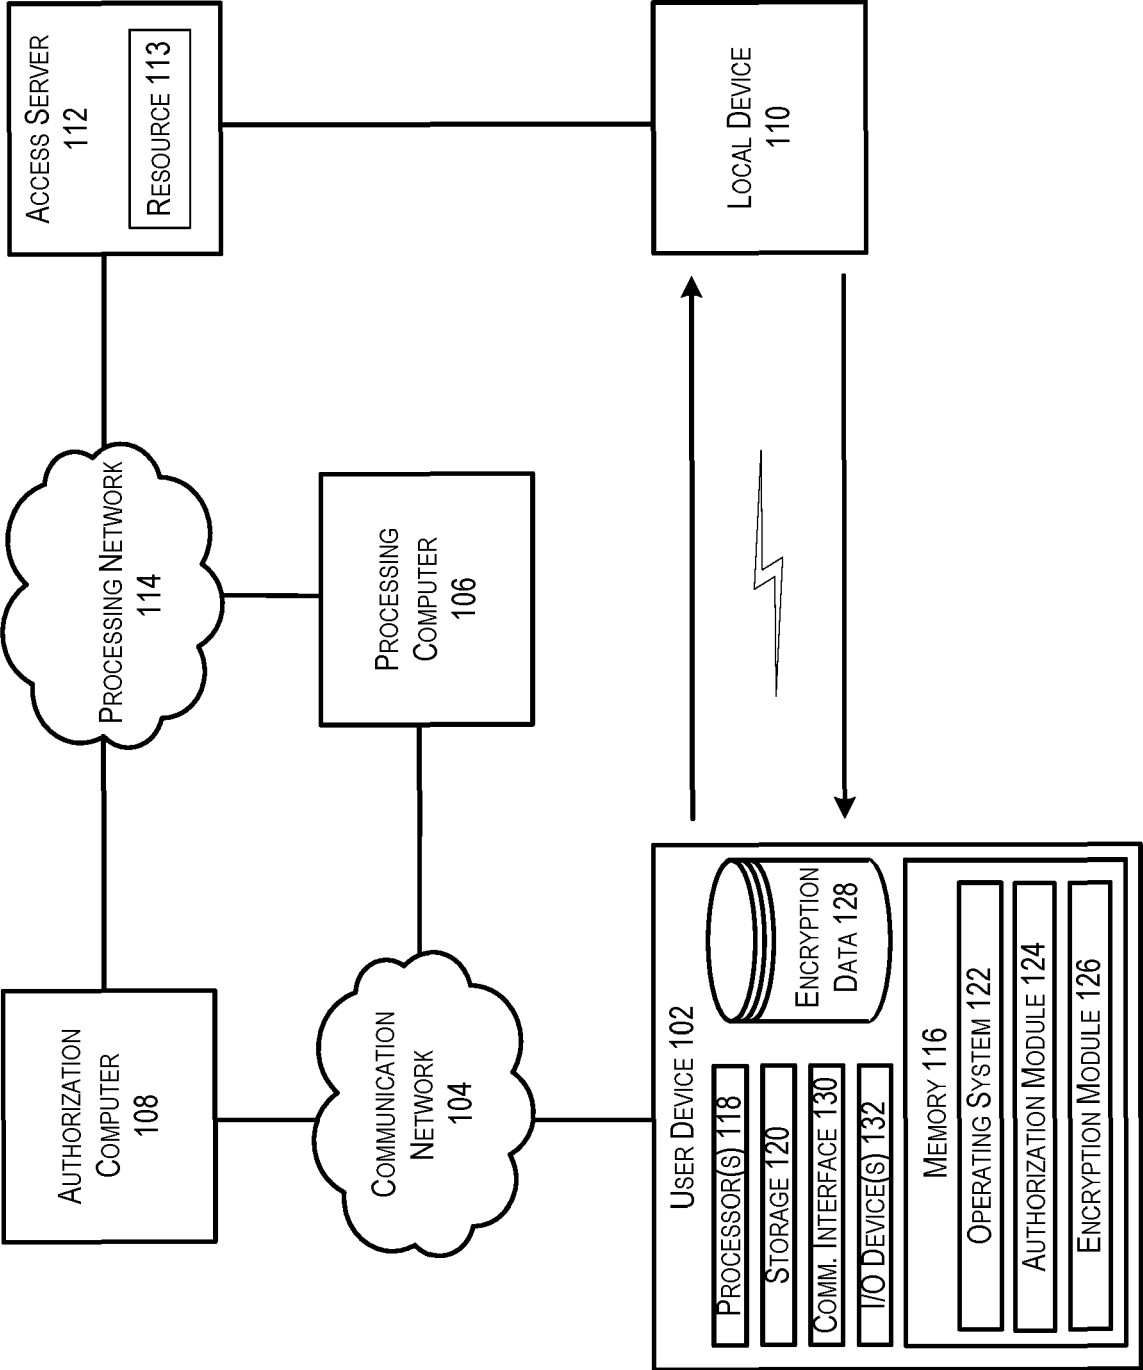 AUTHORIZATION
COMPUTER
108
PROCESSING NETWORK
114
ACCESS SERVER
112
RESOURCE 113
COMMUNICATION
NETWORK
104
PROCESSING
COMPUTER
106
USER DEVICE 102
PROCESSOR(S) 118
STORAGE 120
COMM. INTERFACE 130
I/O DEVICE(S) 132
ENCRYPTION
DATA 128
MEMORY 116
OPERATING SYSTEM 122
AUTHORIZATION MODULE 124
ENCRYPTION MODULE 126
LOCAL DEVICE
110